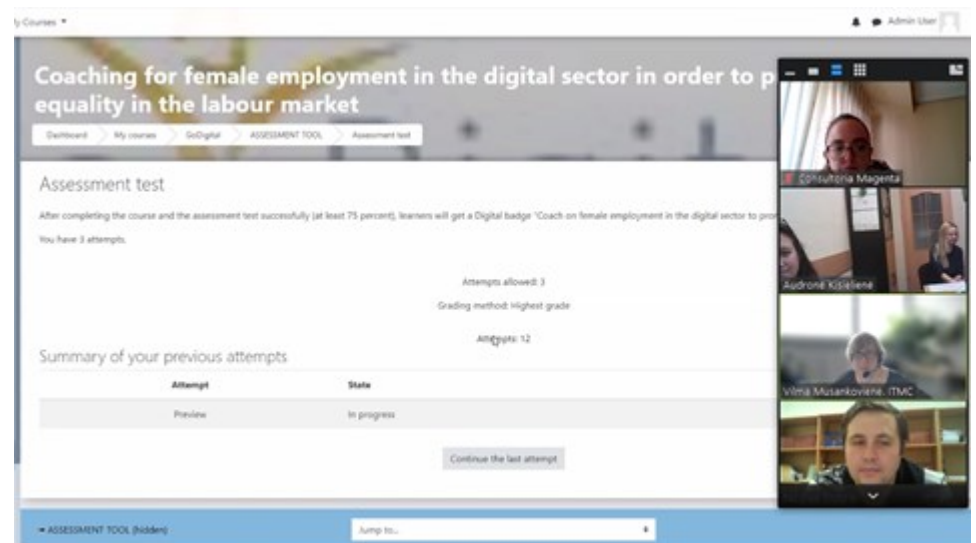 y Courses
Admin User
Coaching for female employment in the digital sector in order to p
equality in the labour market
Dashboard My courses GoDigital ASSESSMENT TOOL Assessment test
Assessment test
After completing the course and the assessment test successfully (at least 75 percent), learners will get a Digital badge "Coach on female employment in the digital sector to pro
You have 3 attempts.
Attempts allowed: 3
Grading method: Highest grade
Attempts: 12
Summary of your previous attempts
Attempt State
Preview In progress
Continue the last attempt
ASSESSMENT TOOL (hidden)
Jump to...
Consultoria Magenta
Audronė Kisielienė
Vilma Musankoviene, ITMC